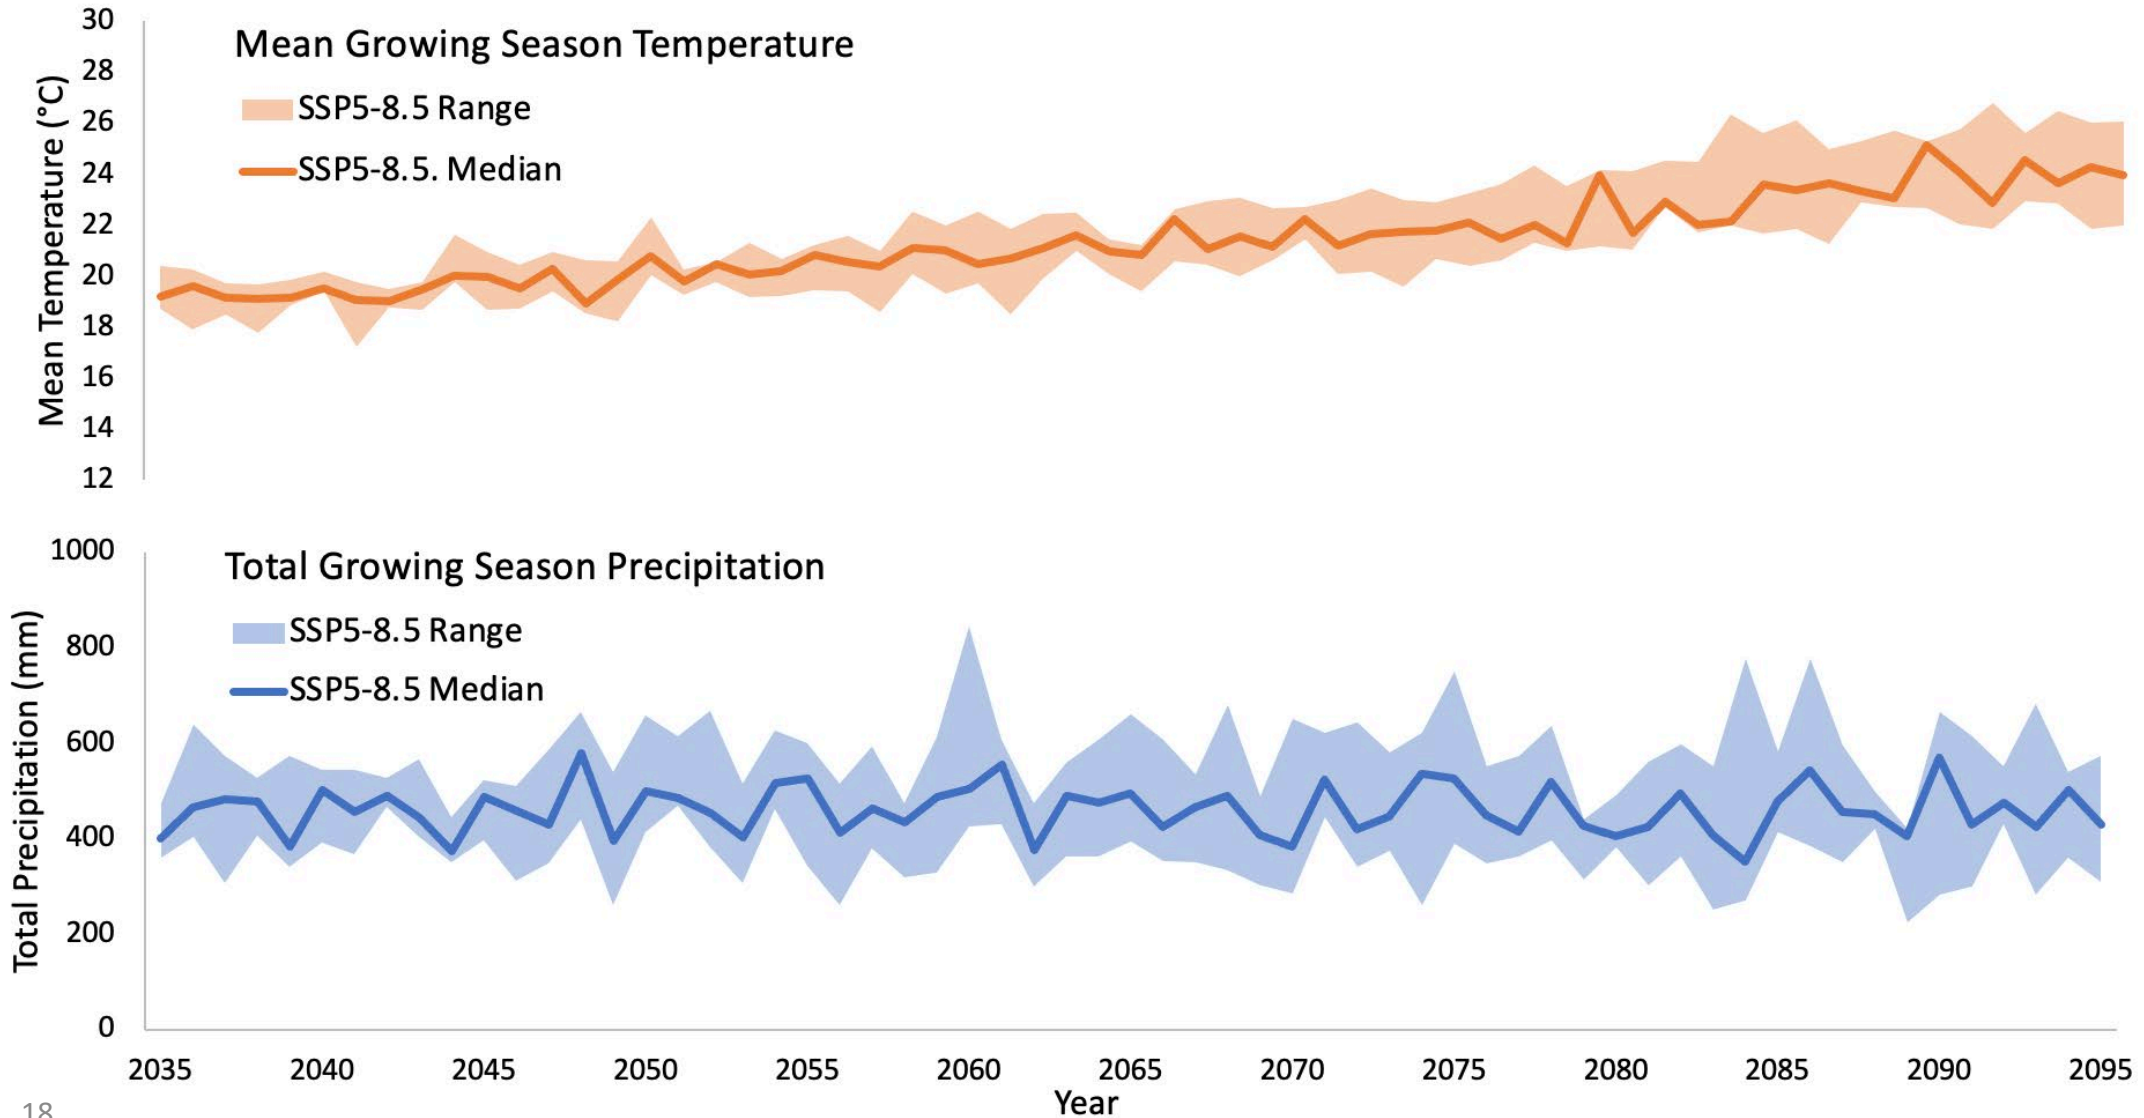 30
28
26
24
22
20
18
16
14
12
Mean Temperature (°C)
Mean Growing Season Temperature
SSP5-8.5 Range
SSP5-8.5. Median
1000
800
600
400
200
0
Total Precipitation (mm)
Total Growing Season Precipitation
SSP5-8.5 Range
SSP5-8.5 Median
2035 2040 2045 2050 2055 2060 2065 2070 2075 2080 2085 2090 2095
Year
18